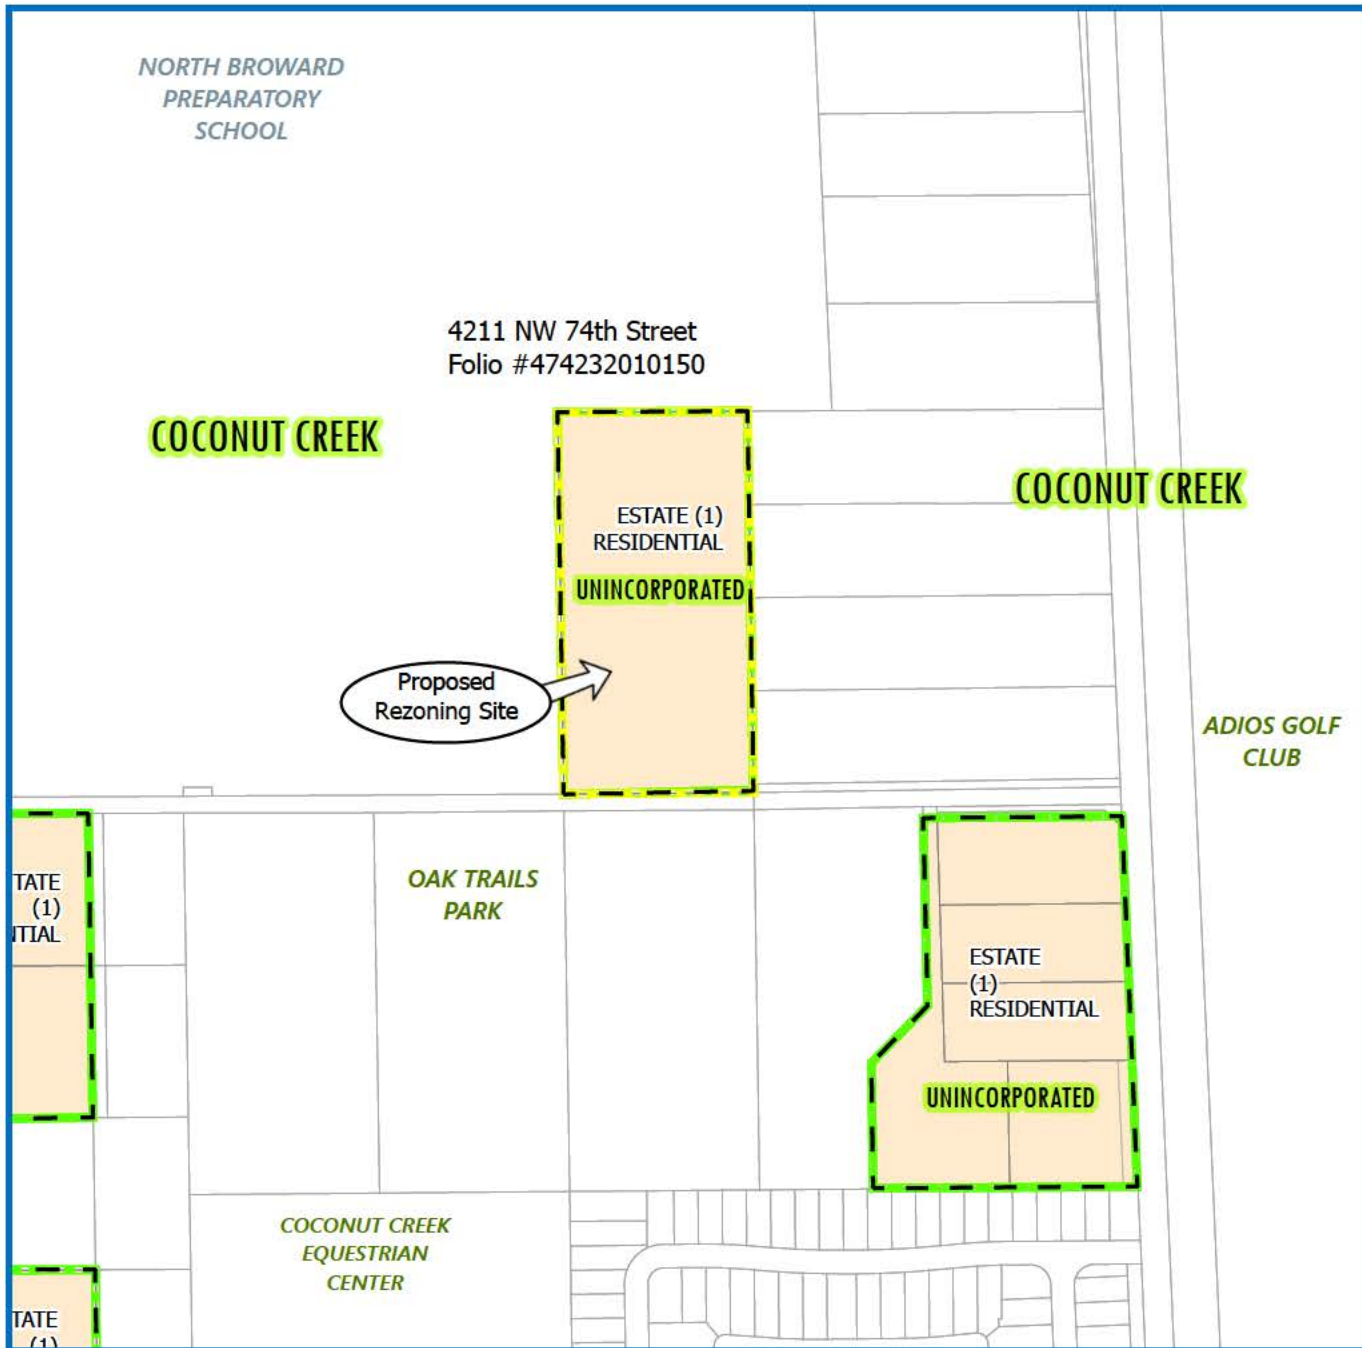 NORTH BROWARD
PREPARATORY
SCHOOL
4211 NW 74th Street
Folio #474232010150
COCONUT CREEK
COCONUT CREEK
ESTATE (1)
RESIDENTIAL
UNINCORPORATED
Proposed
Rezoning Site
ADIOS GOLF
CLUB
OAK TRAILS
PARK
TATE
(1)
NTIAL
ESTATE
(1)
RESIDENTIAL
UNINCORPORATED
COCONUT CREEK
EQUESTRIAN
CENTER
TATE
(1)